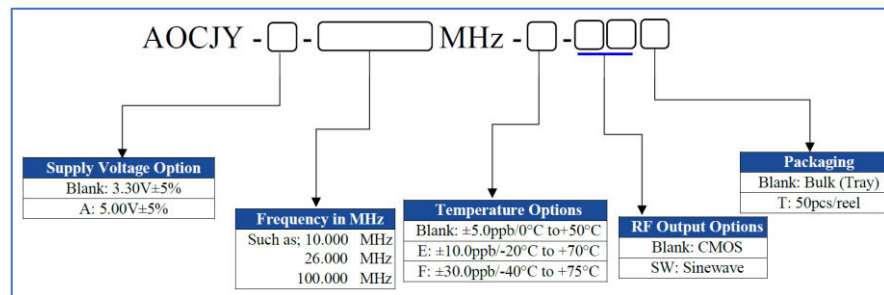 AOCJY - - MHz - -
Supply Voltage Option
Blank: 3.30V±5%
A: 5.00V±5%
Frequency in MHz
Such as; 10.000 MHz
26.000 MHz
100.000 MHz
Temperature Options
Blank: ±5.0ppb/0°C to+50°C
E: ±10.0ppb/-20°C to +70°C
F: ±30.0ppb/-40°C to +75°C
RF Output Options
Blank: CMOS
SW: Sinewave
Packaging
Blank: Bulk (Tray)
T: 50pcs/reel